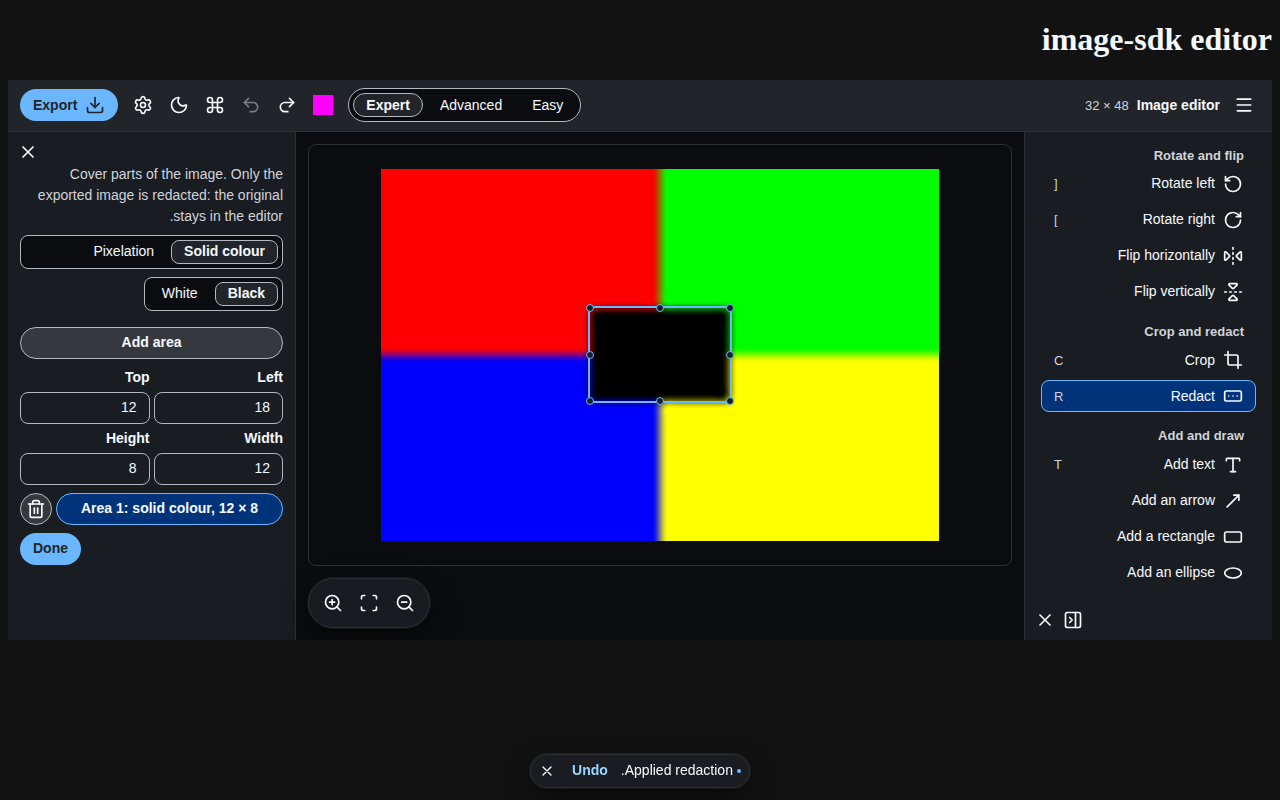 image-sdk editor
32 × 48 Image editor
Expert Advanced Easy
Export
Rotate and flip
Rotate left ]
Rotate right [
Flip horizontally
Flip vertically
Crop and redact
Crop C
Redact R
Add and draw
Add text T
Add an arrow
Add a rectangle
Add an ellipse
Cover parts of the image. Only the
exported image is redacted: the original
.stays in the editor
Pixelation Solid colour
White Black
Add area
Top Left
12 18
Height Width
8 12
Area 1: solid colour, 12 × 8
Done
Undo .Applied redaction